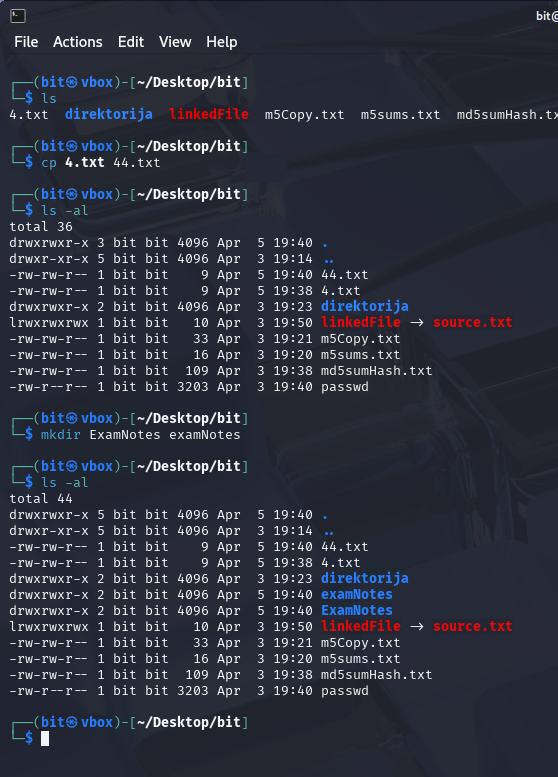 bit@
File Actions Edit View Help
┌──(bit㉿vbox)-[~/Desktop/bit]
└─$ ls
4.txt direktorija linkedFile m5Copy.txt m5sums.txt md5sumHash.tx
┌──(bit㉿vbox)-[~/Desktop/bit]
└─$ cp 4.txt 44.txt
┌──(bit㉿vbox)-[~/Desktop/bit]
└─$ ls -al
total 36
drwxrwxr-x 3 bit bit 4096 Apr  5 19:40 .
drwxr-xr-x 5 bit bit 4096 Apr  3 19:14 ..
-rw-rw-r-- 1 bit bit    9 Apr  5 19:40 44.txt
-rw-rw-r-- 1 bit bit    9 Apr  5 19:38 4.txt
drwxrwxr-x 2 bit bit 4096 Apr  3 19:23 direktorija
lrwxrwxrwx 1 bit bit   10 Apr  3 19:50 linkedFile -> source.txt
-rw-rw-r-- 1 bit bit   33 Apr  3 19:21 m5Copy.txt
-rw-rw-r-- 1 bit bit   16 Apr  3 19:20 m5sums.txt
-rw-rw-r-- 1 bit bit  109 Apr  3 19:38 md5sumHash.txt
-rw-r--r-- 1 bit bit 3203 Apr  3 19:40 passwd
┌──(bit㉿vbox)-[~/Desktop/bit]
└─$ mkdir ExamNotes examNotes
┌──(bit㉿vbox)-[~/Desktop/bit]
└─$ ls -al
total 44
drwxrwxr-x 5 bit bit 4096 Apr  5 19:40 .
drwxr-xr-x 5 bit bit 4096 Apr  3 19:14 ..
-rw-rw-r-- 1 bit bit    9 Apr  5 19:40 44.txt
-rw-rw-r-- 1 bit bit    9 Apr  5 19:38 4.txt
drwxrwxr-x 2 bit bit 4096 Apr  3 19:23 direktorija
drwxrwxr-x 2 bit bit 4096 Apr  5 19:40 examNotes
drwxrwxr-x 2 bit bit 4096 Apr  5 19:40 ExamNotes
lrwxrwxrwx 1 bit bit   10 Apr  3 19:50 linkedFile -> source.txt
-rw-rw-r-- 1 bit bit   33 Apr  3 19:21 m5Copy.txt
-rw-rw-r-- 1 bit bit   16 Apr  3 19:20 m5sums.txt
-rw-rw-r-- 1 bit bit  109 Apr  3 19:38 md5sumHash.txt
-rw-r--r-- 1 bit bit 3203 Apr  3 19:40 passwd
┌──(bit㉿vbox)-[~/Desktop/bit]
└─$